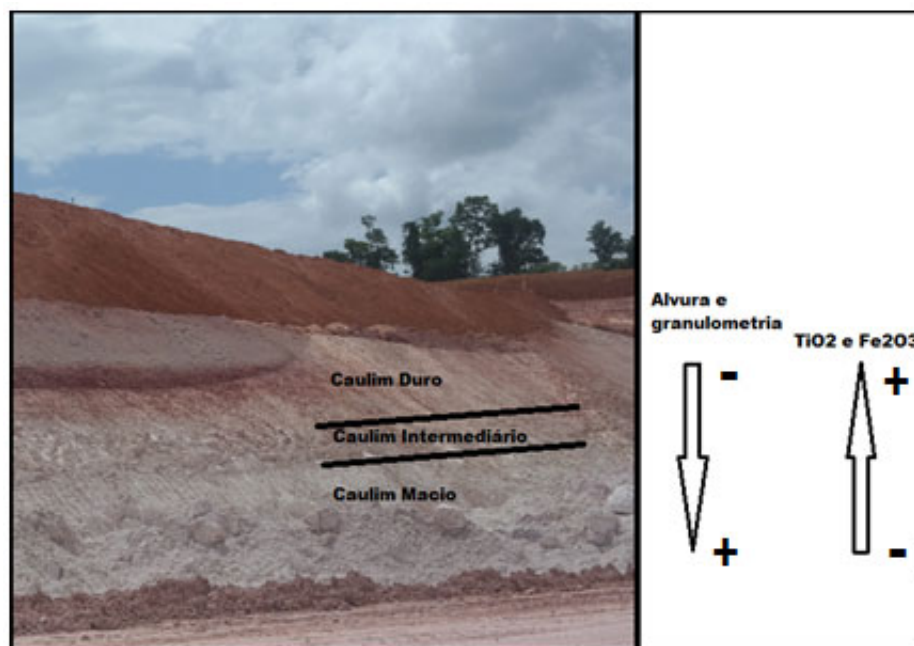 Caulim Duro
Caulim Intermediário
Caulim Macio
Alvura e
granulometria
-
+
TiO2 e Fe2O3
+
-